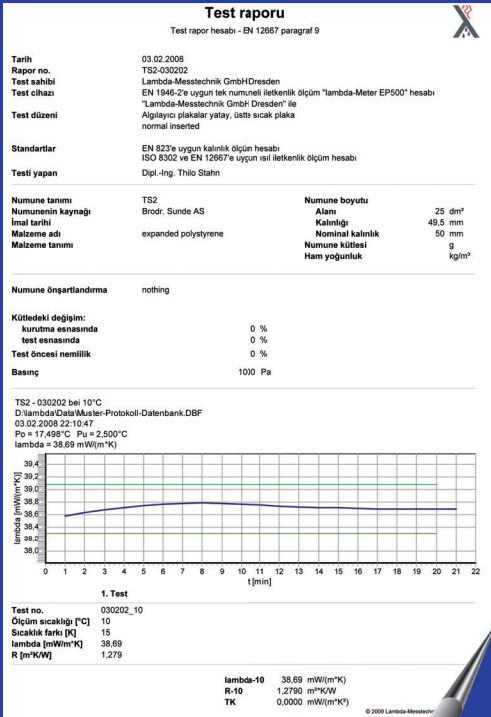 Test raporu
Test rapor hesabı - EN 12667 paragraf 9
Tarih 03.02.2008
Rapor no. TS2-030202
Test sahibi Lambda-Messtechnik GmbH Dresden
Test cihazı EN 1946-2'e uygun tek numuneli iletkenlik ölçüm "lambda-Meter EP500" hesabı
"Lambda-Messtechnik GmbH Dresden" ile
Test düzeni Algılayıcı plakalar yatay, üstte sıcak plaka
normal inserted
Standartlar EN 823'e uygun kalınlık ölçün hesabı
ISO 8302 ve EN 12667'e uyçun ısıl iletkenlik ölçüm hesabı
Testi yapan Dipl.-Ing. Thilo Stahn
Numune tanımı TS2 Numune boyutu
Numunenin kaynağı Brodr. Sunde AS Alanı 25 dm²
İmal tarihi Kalınlığı 49,5 mm
Malzeme adı expanded polystyrene Nominal kalınlık 50 mm
Malzeme tanımı Numune kütlesi g
Ham yoğunluk kg/m³
Numune önşartlandırma nothing
Kütledeki değişim:
kurutma esnasında 0 %
test esnasında 0 %
Test öncesi nemlilik 0 %
Basınç 1000 Pa
TS2 - 030202 bei 10°C
D:\lambda\Data\Muster-Protokoll-Datenbank.DBF
03.02.2008 22:10:47
Po = 17,498°C Pu = 2,500°C
lambda = 38,69 mW/(m*K)
lambda [mW/(m*K)]
39,4
39,2
39,0
38,8
38,6
38,4
38,2
38,0
0 1 2 3 4 5 6 7 8 9 10 11 12 13 14 15 16 17 18 19 20 21 22
t [min]
1. Test
Test no. 030202_10
Ölçüm sıcaklığı [°C] 10
Sıcaklık farkı [K] 15
lambda [mW/m*K] 38,69
R [m²K/W] 1,279
lambda-10 38,69 mW/(m*K)
R-10 1,2790 m²*K/W
TK 0,0000 mW/(m*K²)
© 2009 Lambda-Messtechn